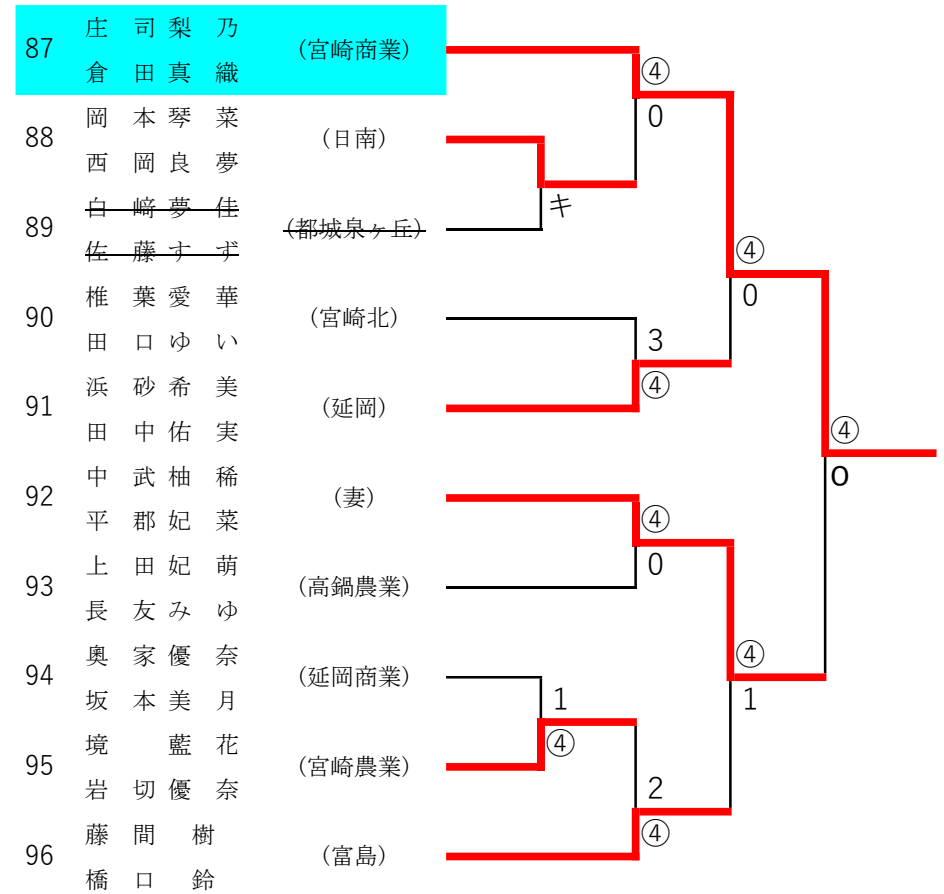 庄司梨乃
87 (宮崎商業)
倉田真織
④
0
岡本琴菜
88 (日南)
西岡良夢
白﨑夢佳
89 (都城泉ヶ丘) キ
佐藤すず
④
0
椎葉愛華
90 (宮崎北)
田口ゆい
3
④
浜砂希美
91 (延岡)
田中佑実
④
0
中武柚稀
92 (妻)
平郡妃菜
④
0
上田妃萌
93 (高鍋農業)
長友みゆ
④
1
奥家優奈
94 (延岡商業)
坂本美月
1
④
境藍花
95 (宮崎農業)
岩切優奈
2
④
藤間樹
96 (富島)
橋口鈴